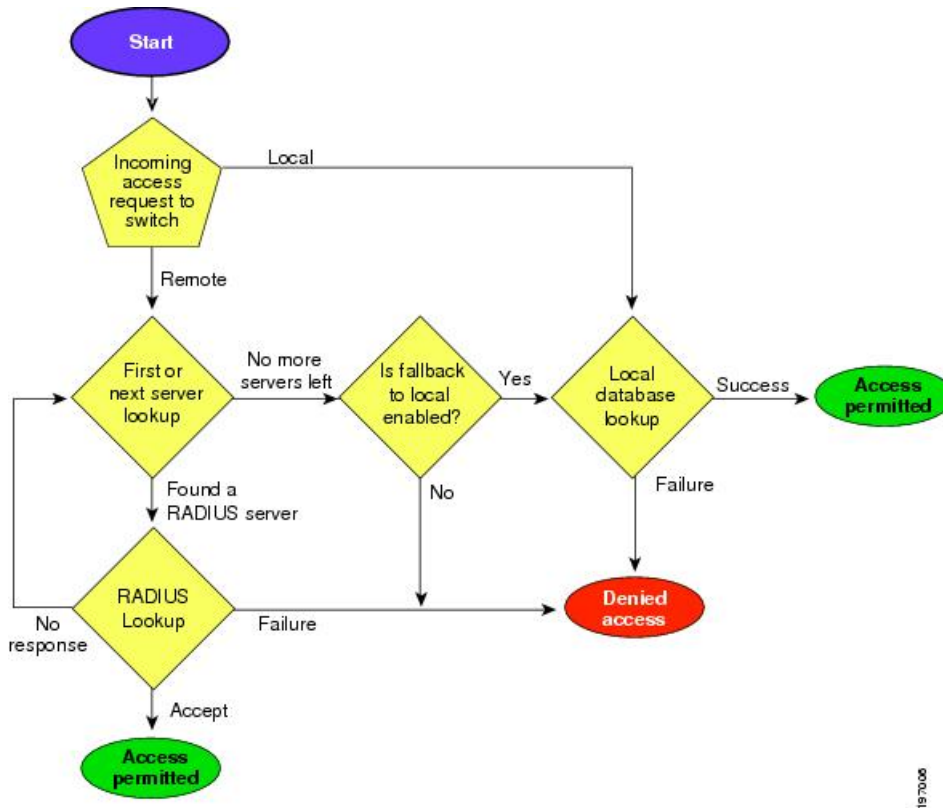 Start
Incoming
access
request to
switch
Local
Remote
First or
next server
lookup
No more
servers left
Is fallback
to local
enabled?
Yes
Local
database
lookup
Success
Access
permitted
Found a
RADIUS server
No
Failure
RADIUS
Lookup
No
response
Failure
Denied
access
Accept
Access
permitted
197096